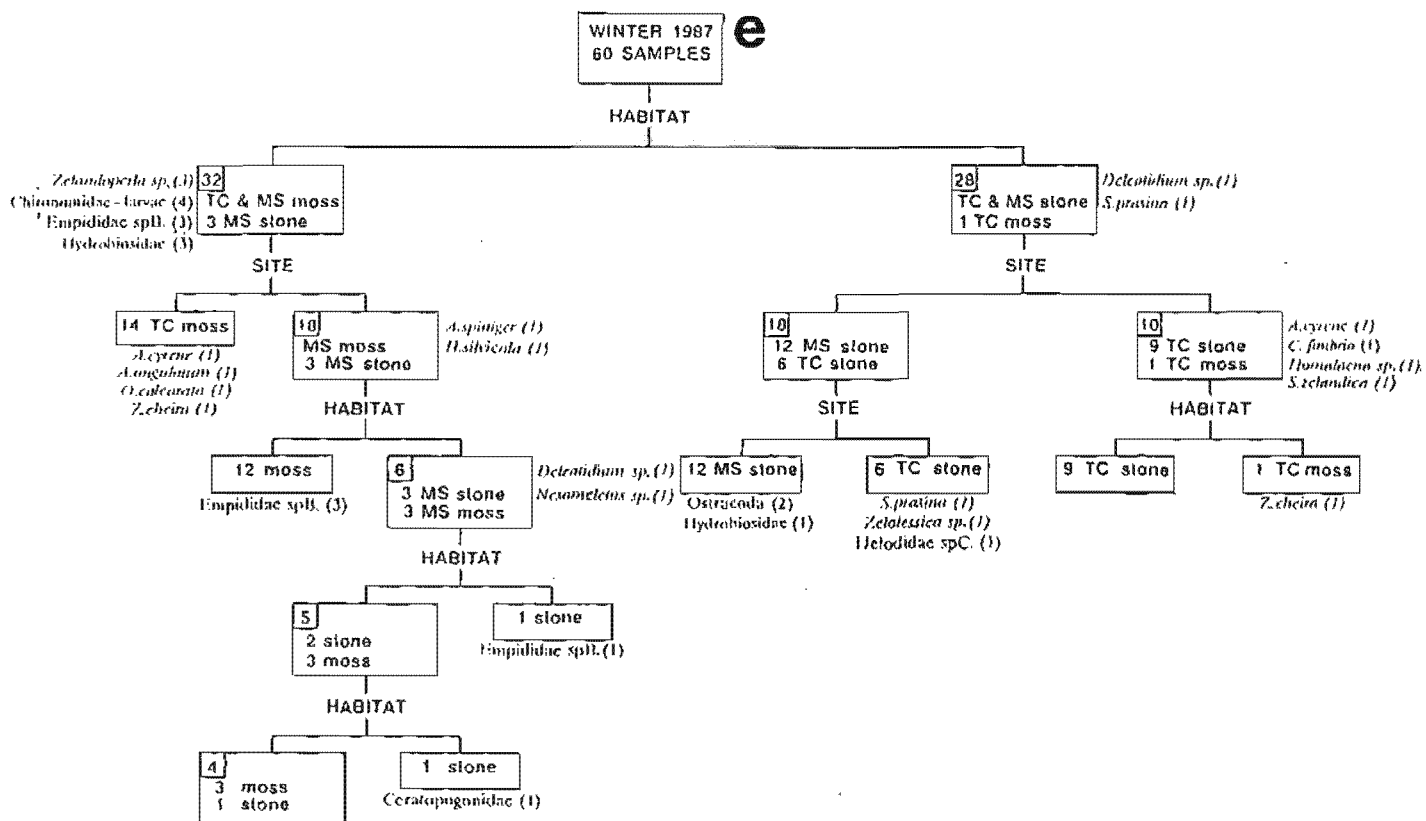 WINTER 1987
60 SAMPLES
e
HABITAT
Zelandoperla sp. (3)
Chironomidae - larvae (4)
Empididae spB. (3)
Hydrobiosidae (3)
32
TC & MS moss
3 MS stone
28
TC & MS stone
1 TC moss
Deleatidium sp. (1)
S.prasina (1)
SITE
SITE
14 TC moss
A.cyrene (1)
A.ungulatum (1)
O.calcarata (1)
Z.cheira (1)
18
MS moss
3 MS stone
A.spiniger (1)
H.silvicola (1)
18
12 MS stone
6 TC stone
10
9 TC stone
1 TC moss
A.cyrene (1)
C.fimbria (1)
Homalaena sp. (1)
S.zelandica (1)
HABITAT
SITE
HABITAT
12 moss
Empididae spB. (3)
6
3 MS stone
3 MS moss
Deleatidium sp. (1)
Nesameletus sp. (1)
12 MS stone
Ostracoda (2)
Hydrobiosidae (1)
6 TC stone
S.prasina (1)
Zelolessica sp. (1)
Helodidae spC. (1)
9 TC stone
1 TC moss
Z.cheira (1)
HABITAT
5
2 stone
3 moss
1 stone
Empididae spB. (1)
HABITAT
4
3 moss
1 stone
1 stone
Ceratopogonidae (1)